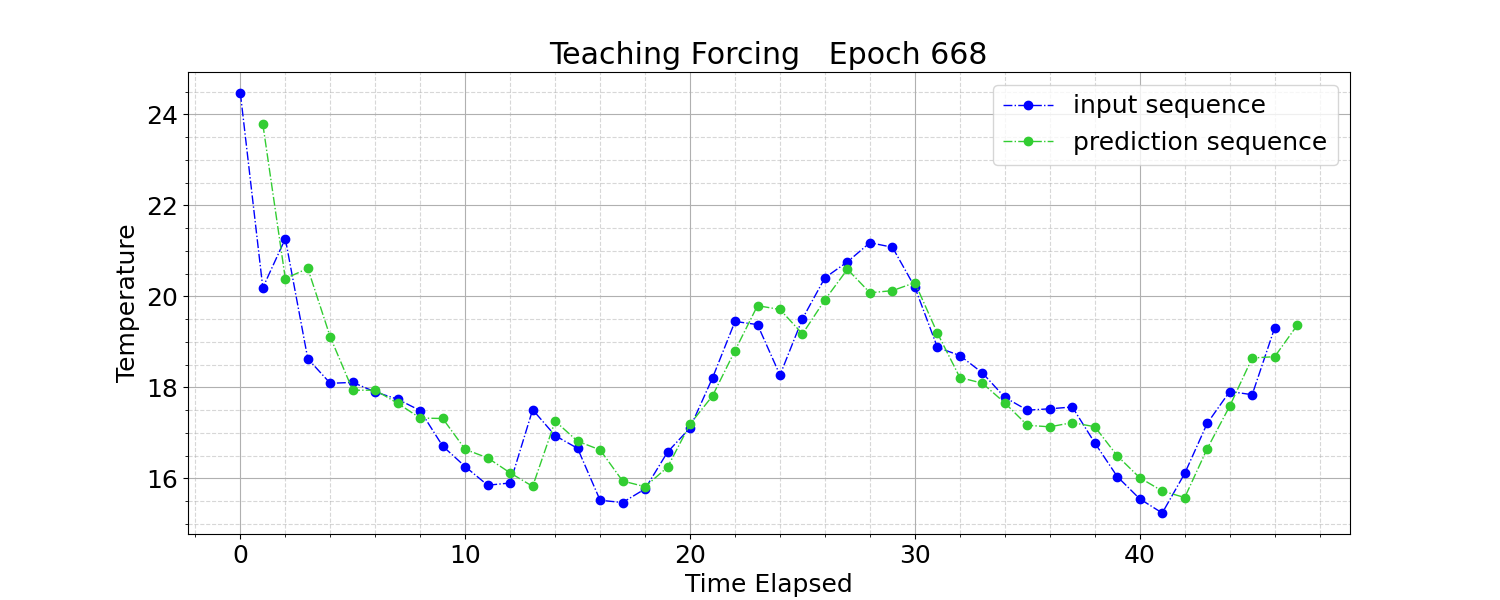 Teaching Forcing   Epoch 668
input sequence
prediction sequence
Temperature
24
22
20
18
16
0 10 20 30 40
Time Elapsed